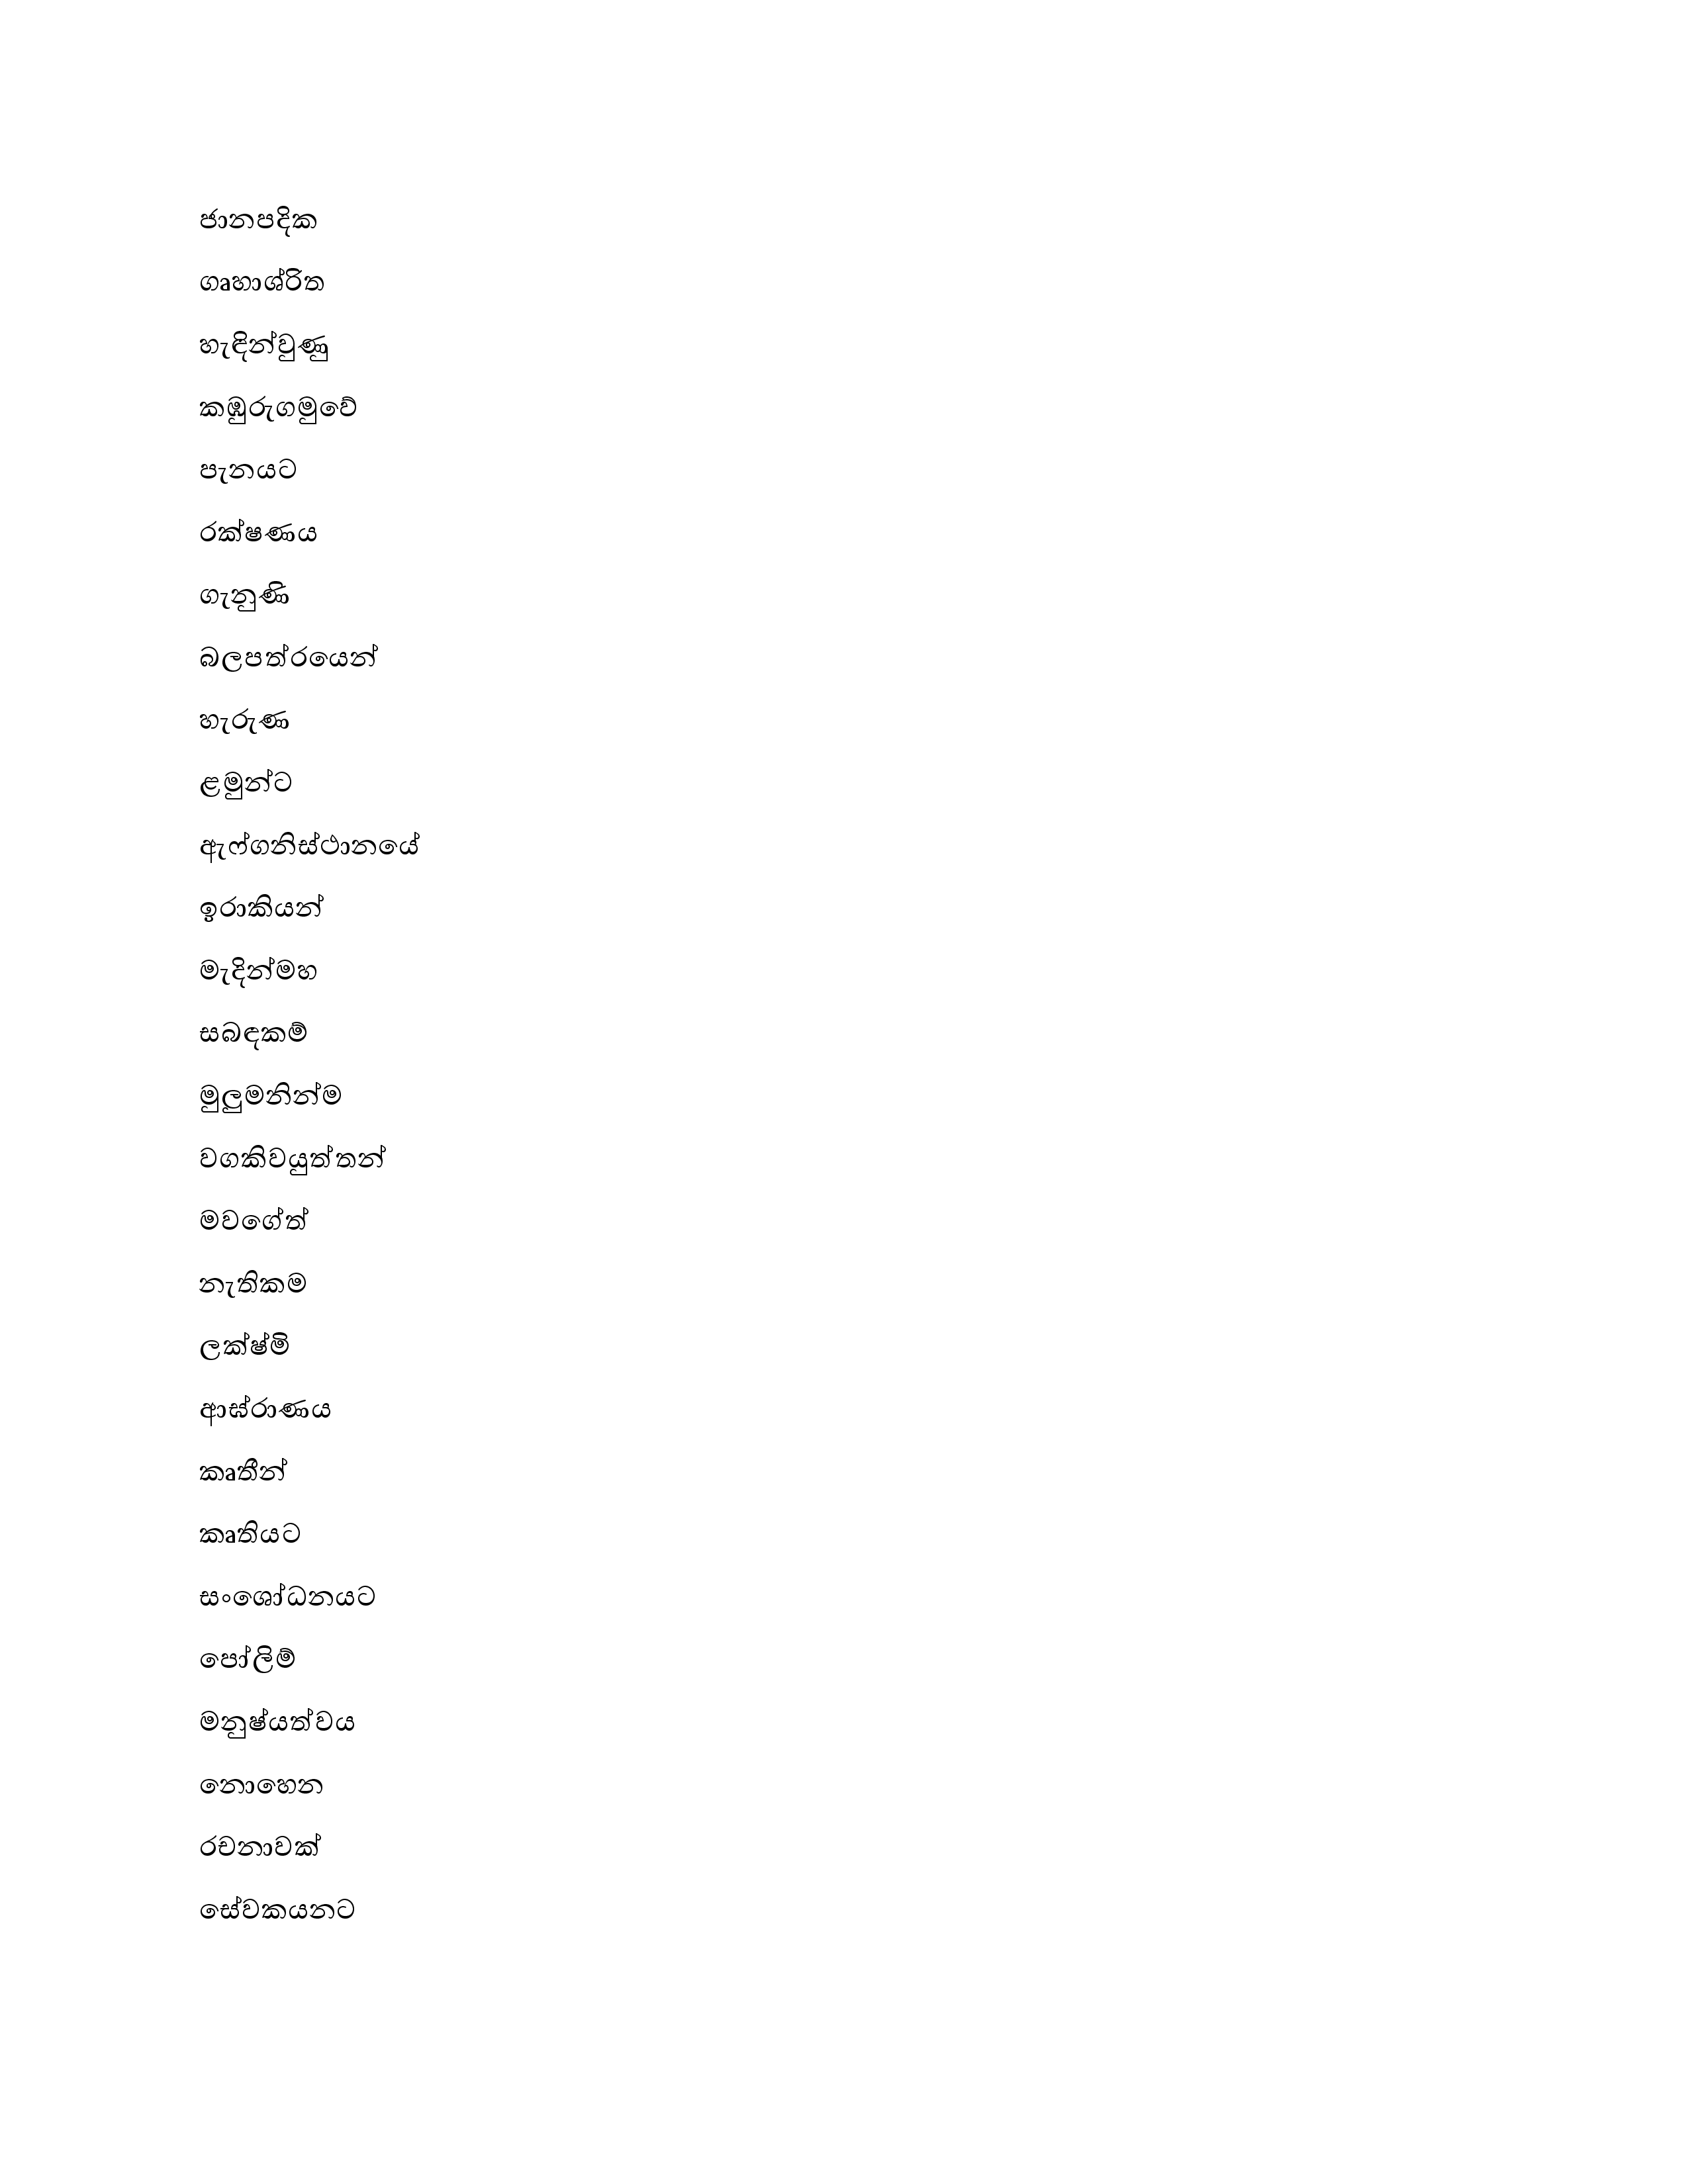 ජානපදික
ගෘහාශ්රිත
හැඳින්වුණු
කඹුරුගමුවේ
පැනයට
රක්ෂණය
ගැනුණි
බලපත්රයෙන්
හැරුණ
ළමුන්ට
ඇෆ්ගනිස්ථානයේ
ඉරාකියන්
මැදින්මහ
සබඳකම්
මුලුමනින්ම
වගකිවයුත්තන්
මවගේත්
නැතිකම
ලක්ෂ්මි
ආඝ්රාණය
කෘතීන්
කෘතියට
සංශෝධනයට
පෝලිම්
මනුෂ්යත්වය
නොහෙන
රචනාවක්
සේවකයනට